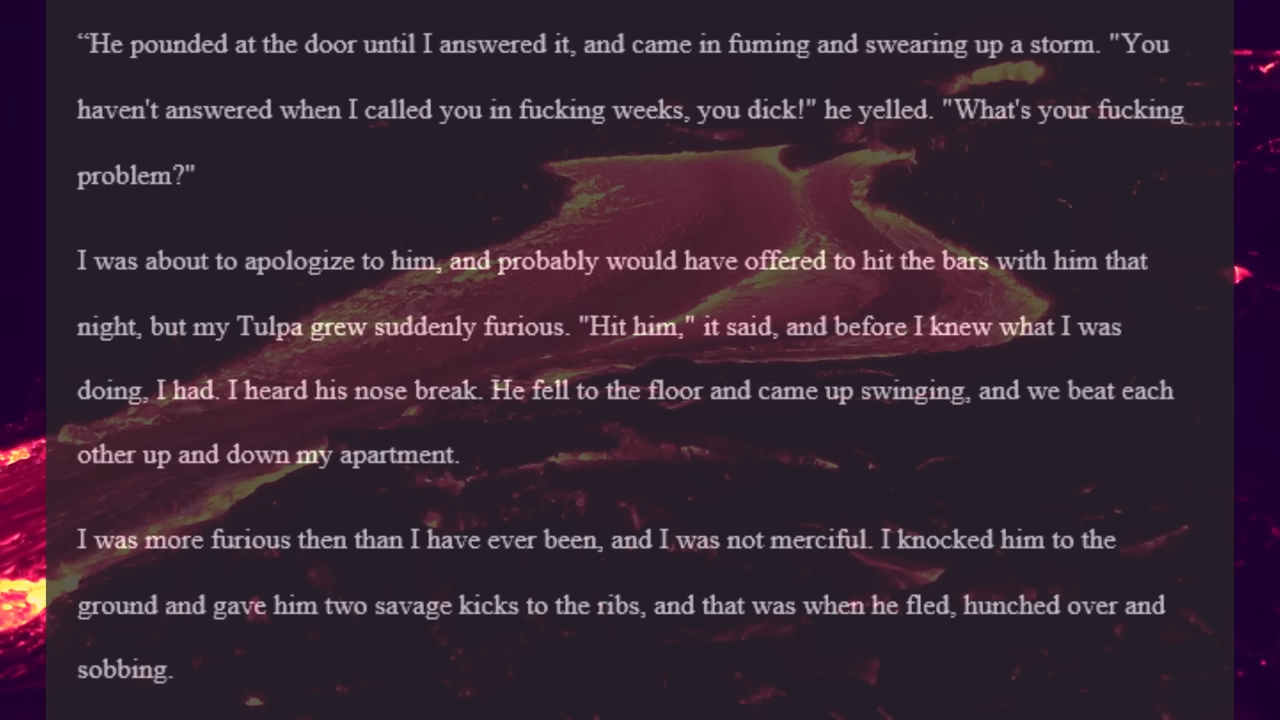 “He pounded at the door until I answered it, and came in fuming and swearing up a storm. "You
haven't answered when I called you in fucking weeks, you dick!" he yelled. "What's your fucking
problem?"
I was about to apologize to him, and probably would have offered to hit the bars with him that
night, but my Tulpa grew suddenly furious. "Hit him," it said, and before I knew what I was
doing, I had. I heard his nose break. He fell to the floor and came up swinging, and we beat each
other up and down my apartment.
I was more furious then than I have ever been, and I was not merciful. I knocked him to the
ground and gave him two savage kicks to the ribs, and that was when he fled, hunched over and
sobbing.